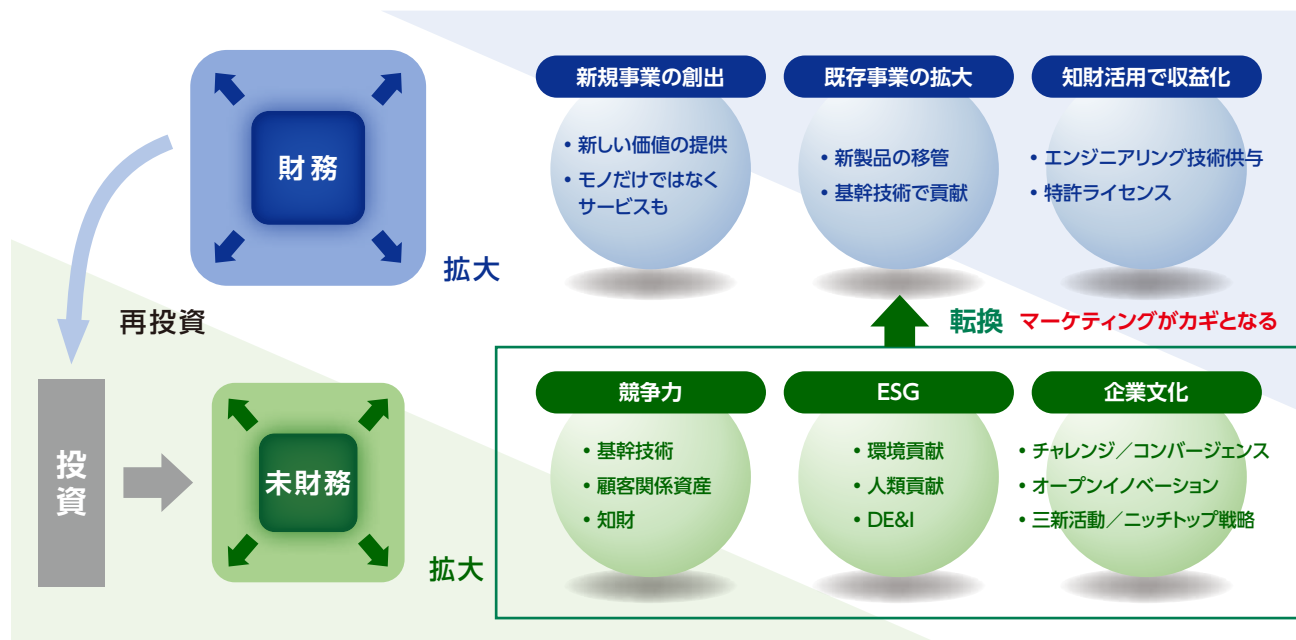 財務
拡大
新規事業の創出
・新しい価値の提供
・モノだけではなく
サービスも
既存事業の拡大
・新製品の移管
・基幹技術で貢献
知財活用で収益化
・エンジニアリング技術供与
・特許ライセンス
再投資
転換 マーケティングがカギとなる
投資
未財務
拡大
競争力
・基幹技術
・顧客関係資産
・知財
ESG
・環境貢献
・人類貢献
・DE&I
企業文化
・チャレンジ／コンバージェンス
・オープンイノベーション
・三新活動／ニッチトップ戦略